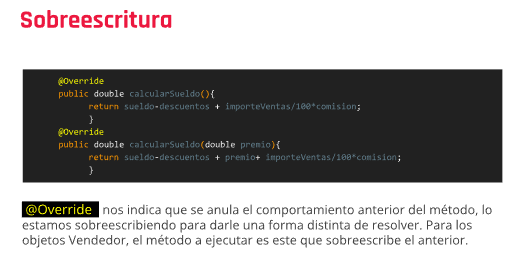 Sobreescritura
@Override
public double calcularSueldo(){
return sueldo-descuentos + importeVentas/100*comision;
}
@Override
public double calcularSueldo(double premio){
return sueldo-descuentos + premio+ importeVentas/100*comision;
}
@Override nos indica que se anula el comportamiento anterior del método, lo
estamos sobreescribiendo para darle una forma distinta de resolver. Para los
objetos Vendedor, el método a ejecutar es este que sobreescribe el anterior.